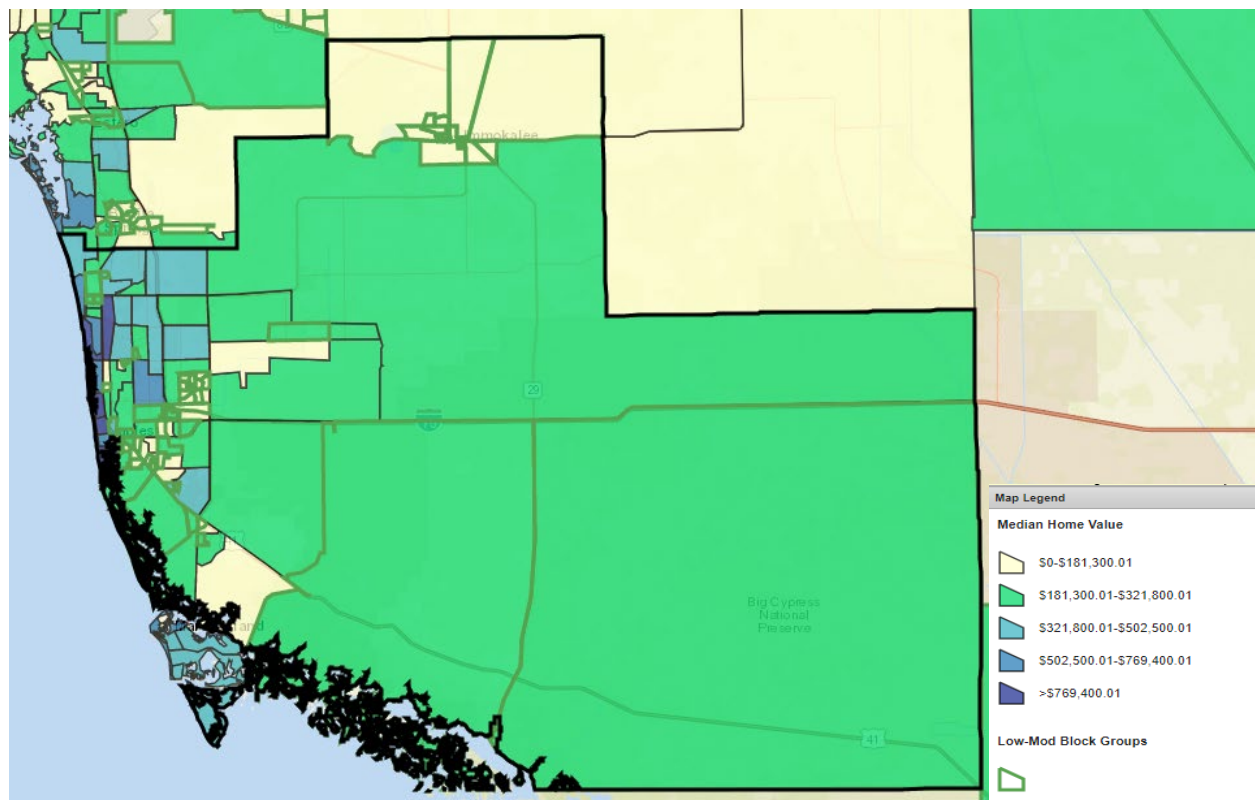 Immokalee
29
75
Big Cypress
National
Preserve
41
Map Legend
Median Home Value
$0-$181,300.01
$181,300.01-$321,800.01
$321,800.01-$502,500.01
$502,500.01-$769,400.01
>$769,400.01
Low-Mod Block Groups